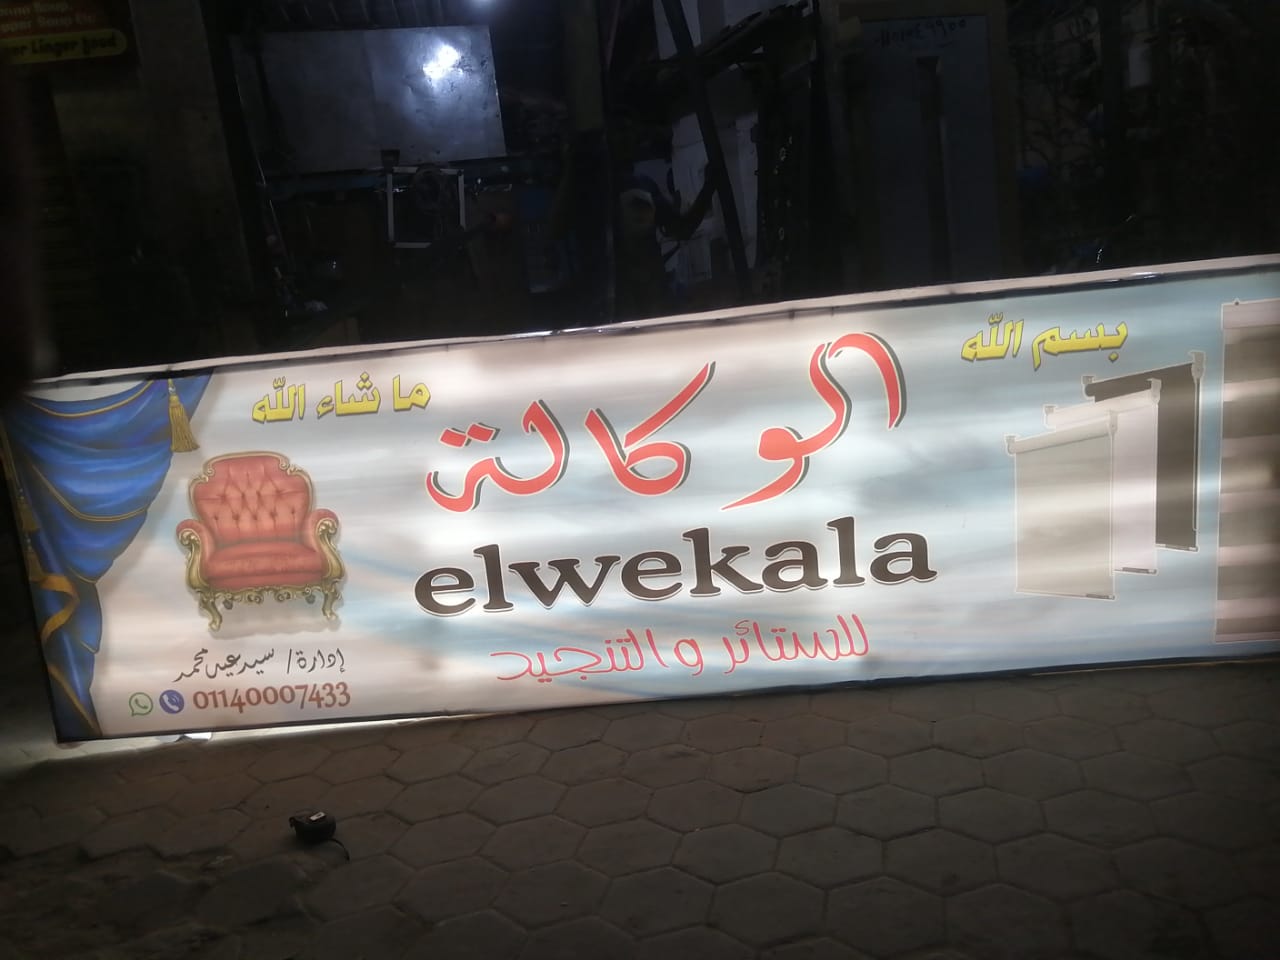 بسم الله
ما شاء الله
الوكالة
elwekala
للستائر والتنجيد
إدارة/ سيد عيد محمد
01140007433